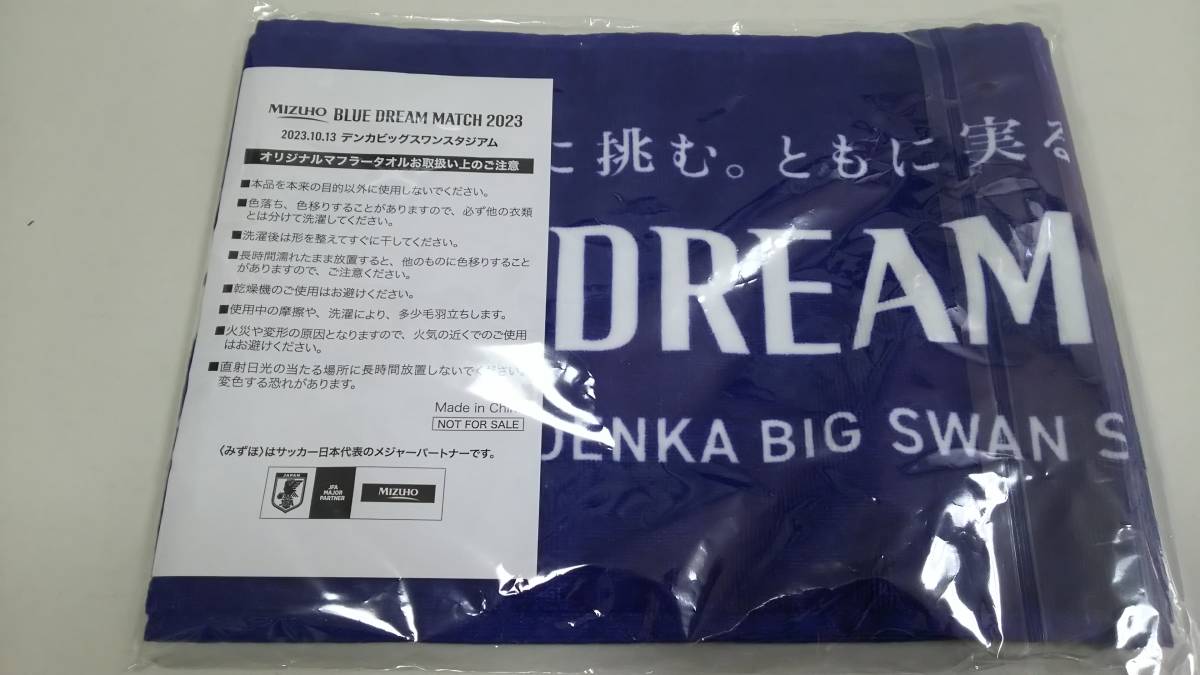 MIZUHO BLUE DREAM MATCH 2023
2023.10.13 デンカビッグスワンスタジアム
オリジナルマフラータオルお取扱い上のご注意
■本品を本来の目的以外に使用しないでください。
■色落ち、色移りすることがありますので、必ず他の衣類
とは分けて洗濯してください。
■洗濯後は形を整えてすぐに干してください。
■長時間濡れたまま放置すると、他のものに色移りすること
がありますので、ご注意ください。
■乾燥機のご使用はお避けください。
■使用中の摩擦や、洗濯により、多少毛羽立ちします。
■火災や変形の原因となりますので、火気の近くでのご使用
はお避けください。
■直射日光の当たる場所に長時間放置しないでください。
変色する恐れがあります。
Made in Chin
NOT FOR SALE
〈みずほ〉はサッカー日本代表のメジャーパートナーです。
JAPAN
JFA
MAJOR
PARTNER
MIZUHO
に挑む。ともに実る
DREAM
DENKA BIG SWAN S